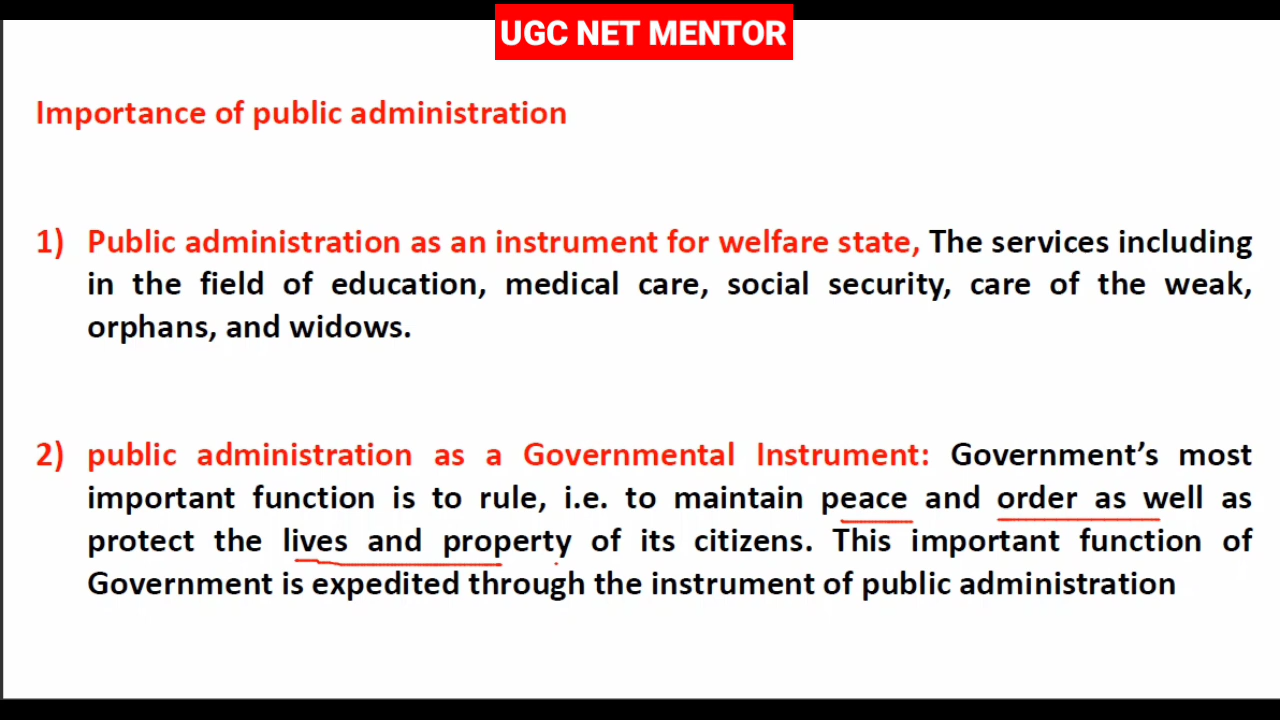 UGC NET MENTOR
Importance of public administration
1) Public administration as an instrument for welfare state, The services including
in the field of education, medical care, social security, care of the weak,
orphans, and widows.
2) public administration as a Governmental Instrument: Government’s most
important function is to rule, i.e. to maintain peace and order as well as
protect the lives and property of its citizens. This important function of
Government is expedited through the instrument of public administration